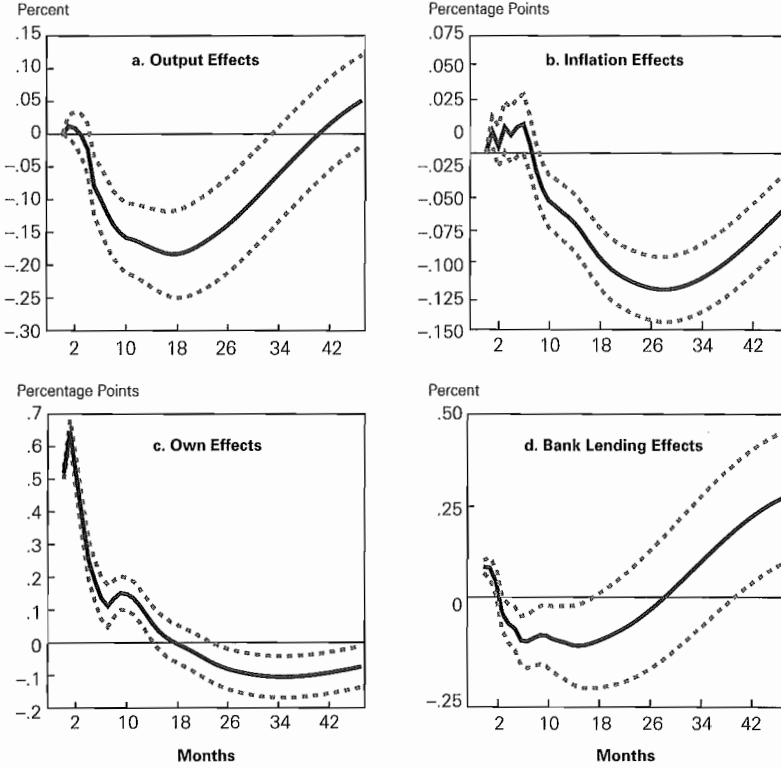 Percent
.15
.10
.05
0
-.05
-.10
-.15
-.20
-.25
-.30
a. Output Effects
2 10 18 26 34 42
Percentage Points
.075
.050
.025
0
-.025
-.050
-.075
-.100
-.125
-.150
b. Inflation Effects
2 10 18 26 34 42
Percentage Points
.7
.6
.5
.4
.3
.2
.1
0
-.1
-.2
c. Own Effects
2 10 18 26 34 42
Months
Percent
.50
.25
0
-.25
d. Bank Lending Effects
2 10 18 26 34 42
Months